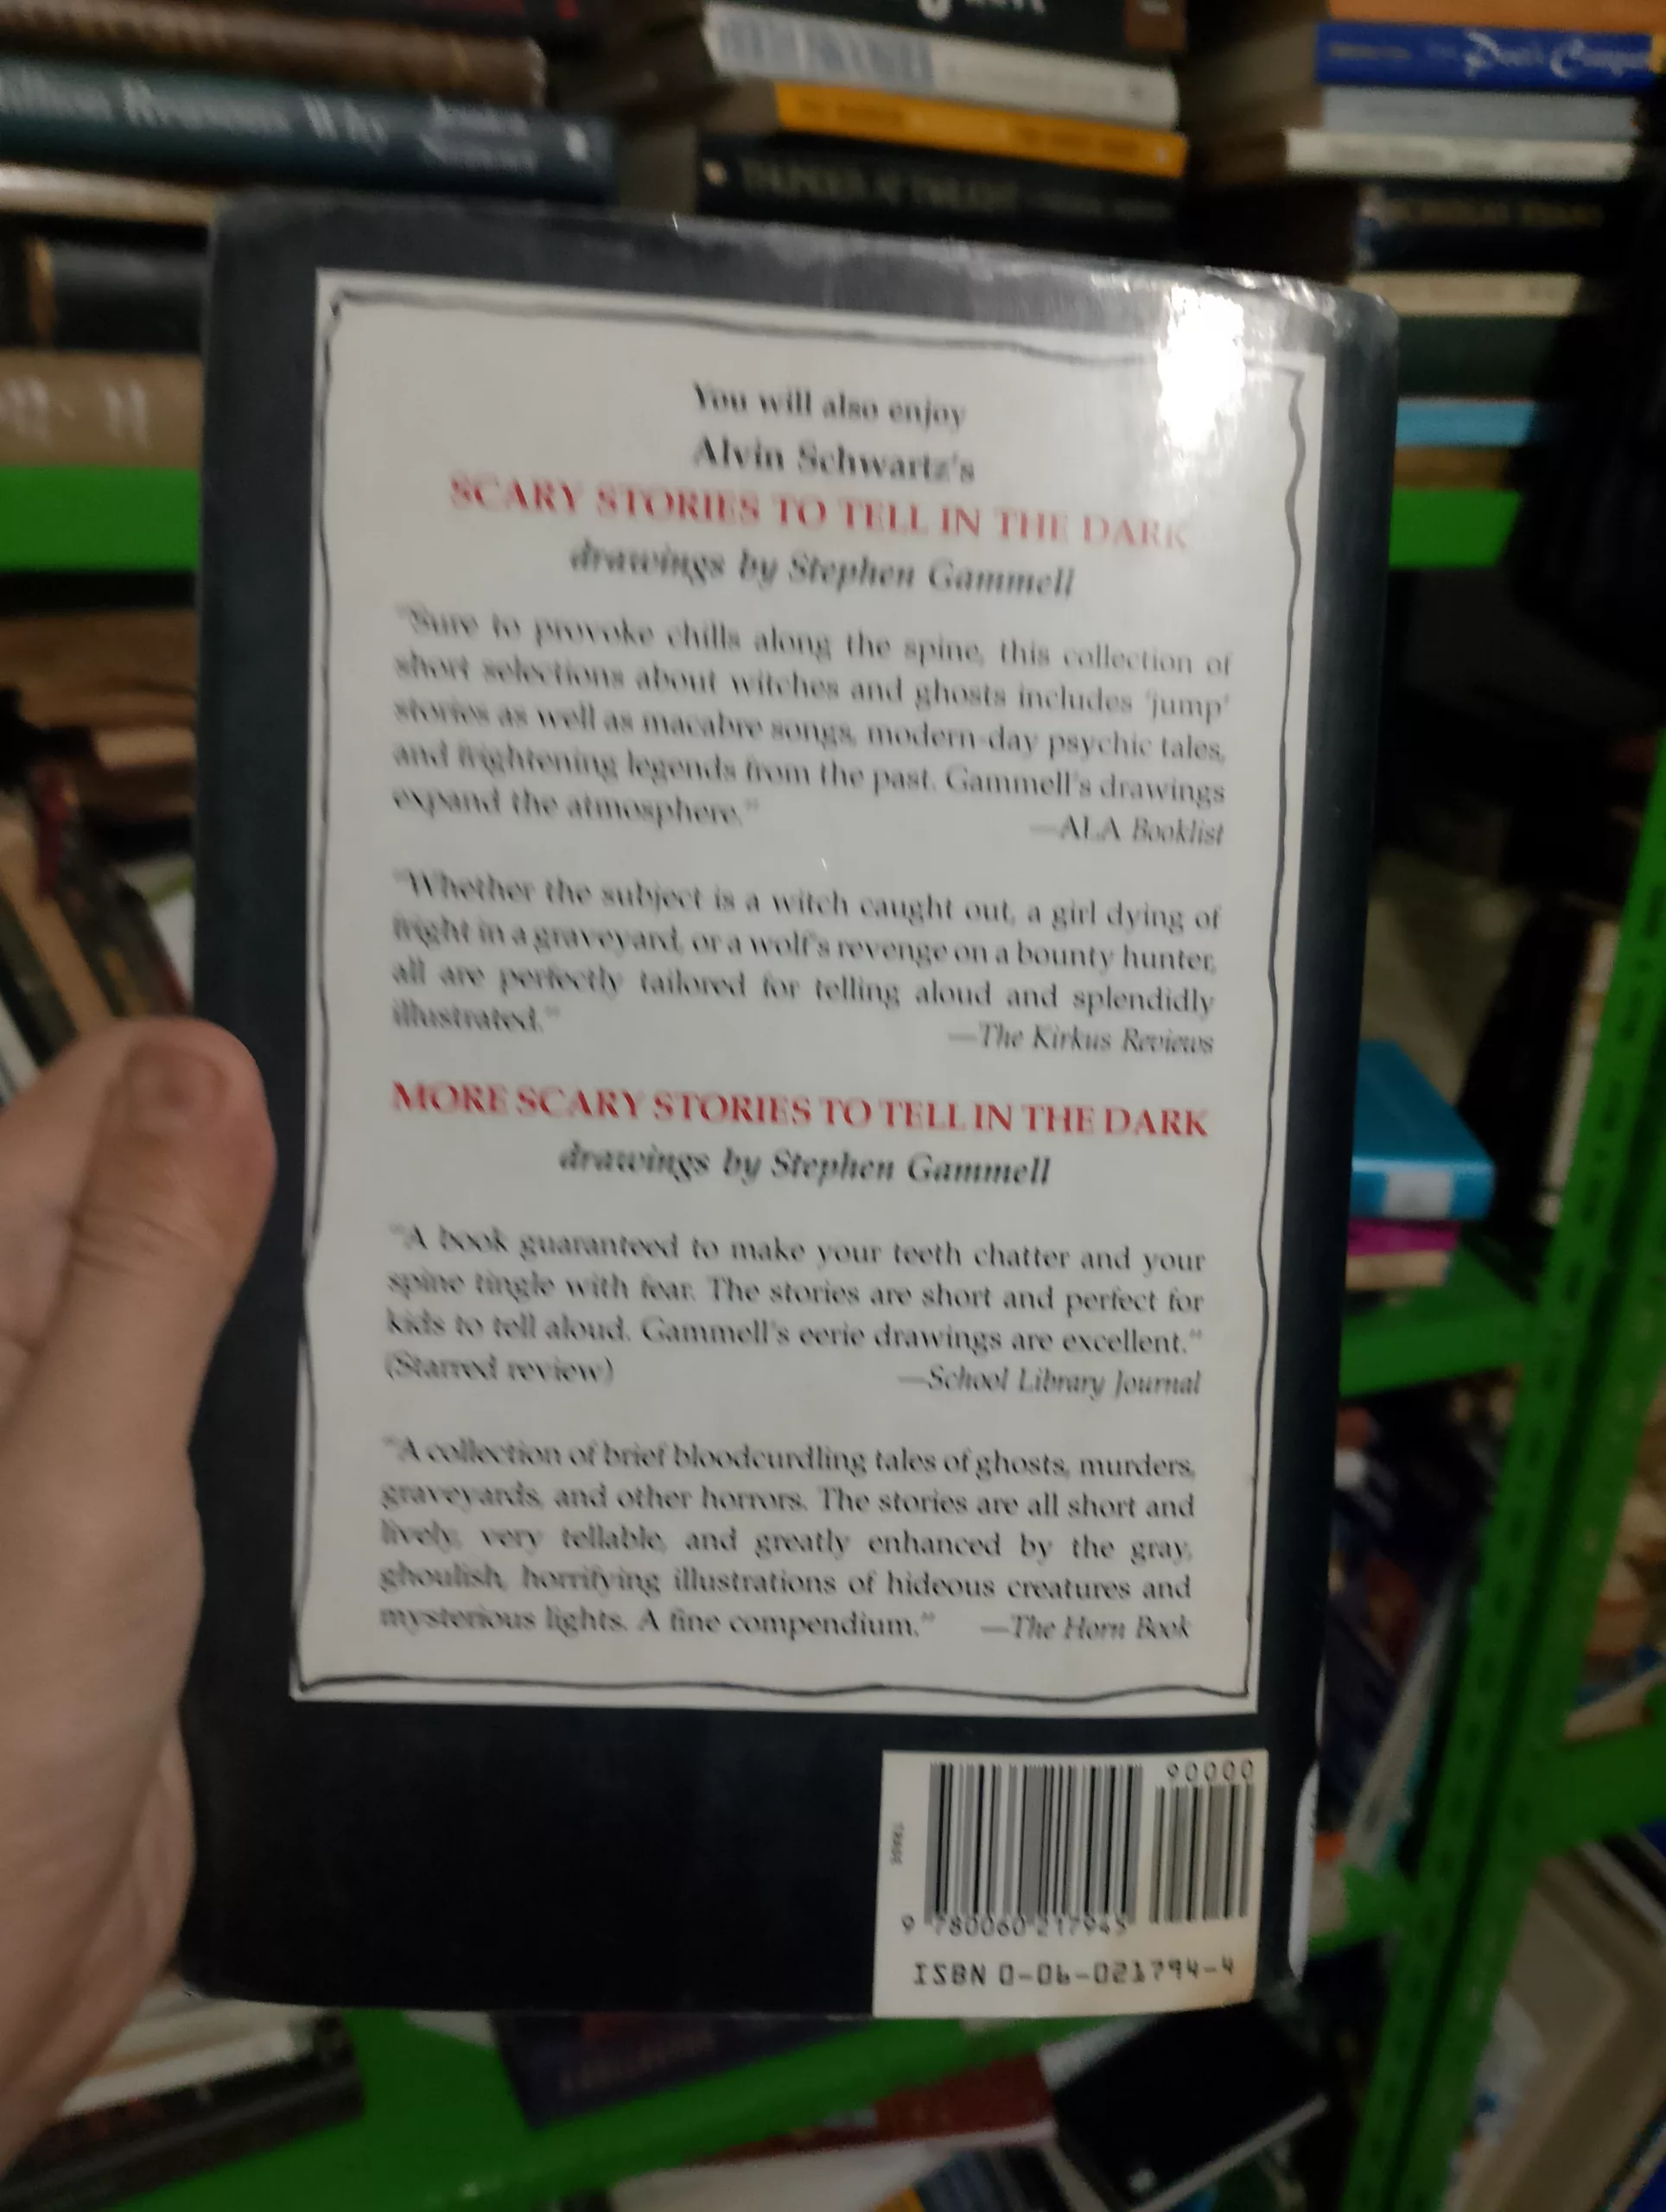 Reasons Why
Poet's
You will also enjoy
Alvin Schwartz's
SCARY STORIES TO TELL IN THE DARK
drawings by Stephen Gammell
"Sure to provoke chills along the spine, this collection of
short selections about witches and ghosts includes 'jump'
stories as well as macabre songs, modern-day psychic tales,
and frightening legends from the past. Gammell's drawings
expand the atmosphere."
—ALA Booklist
"Whether the subject is a witch caught out, a girl dying of
fright in a graveyard, or a wolf's revenge on a bounty hunter,
all are perfectly tailored for telling aloud and splendidly
illustrated."
—The Kirkus Reviews
MORE SCARY STORIES TO TELL IN THE DARK
drawings by Stephen Gammell
"A book guaranteed to make your teeth chatter and your
spine tingle with fear. The stories are short and perfect for
kids to tell aloud. Gammell's eerie drawings are excellent."
(Starred review) —School Library Journal
"A collection of brief bloodcurdling tales of ghosts, murders,
graveyards, and other horrors. The stories are all short and
lively, very tellable, and greatly enhanced by the gray,
ghoulish, horrifying illustrations of hideous creatures and
mysterious lights. A fine compendium." —The Horn Book
90000
9 780060 217945
ISBN 0-06-021794-4